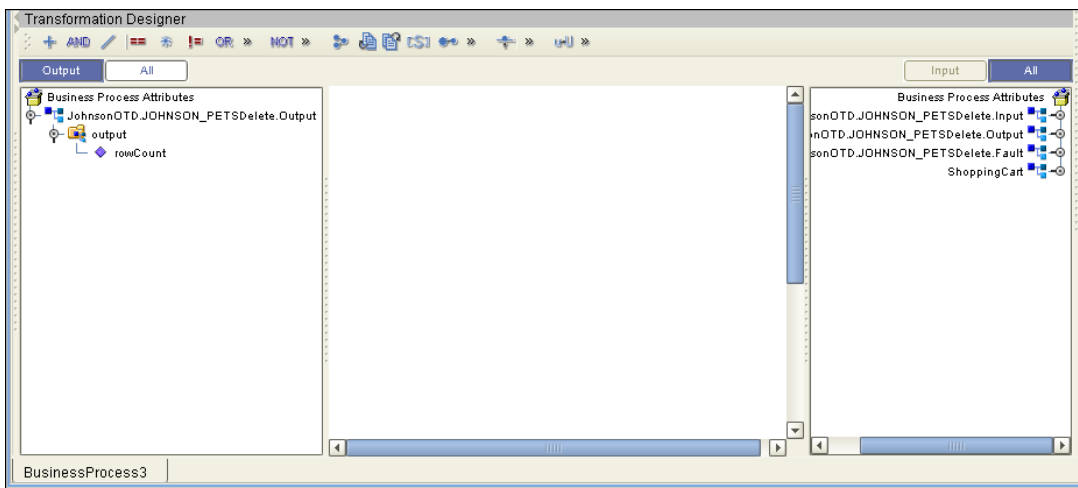 Transformation Designer
+ AND / == * != OR » NOT » [S] » » u→U »
Output All Input All
Business Process Attributes
JohnsonOTD.JOHNSON_PETSDelete.Output
output
rowCount
Business Process Attributes
sonOTD.JOHNSON_PETSDelete.Input
nOTD.JOHNSON_PETSDelete.Output
sonOTD.JOHNSON_PETSDelete.Fault
ShoppingCart
BusinessProcess3